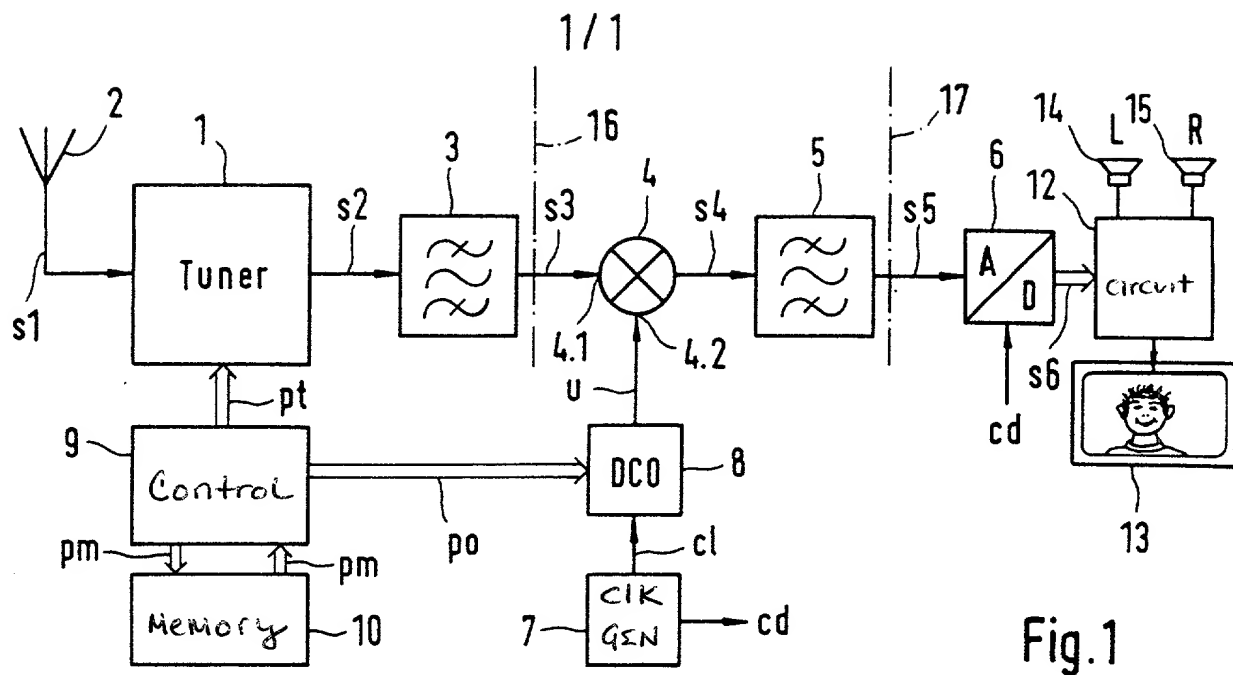 1/1
2
1
3
16
4
5
17
6
14
L
15
R
12
s1
Tuner
s2
s3
4.1
4.2
s4
s5
A
D
s6
circuit
pt
u
cd
13
9
Control
po
DCO
8
pm
pm
cl
Memory
10
7
ClK
GEN
cd
Fig.1